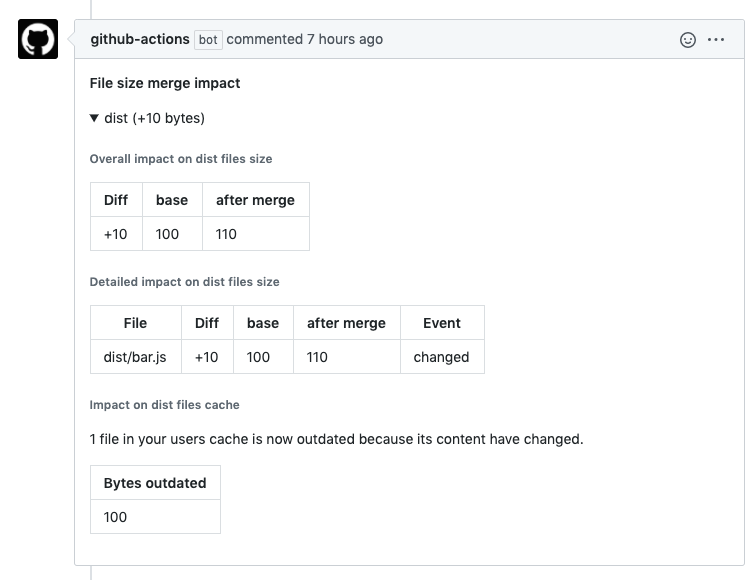 github-actions bot commented 7 hours ago
File size merge impact
▼ dist (+10 bytes)
Overall impact on dist files size
Diff base after merge
+10 100 110
Detailed impact on dist files size
File Diff base after merge Event
dist/bar.js +10 100 110 changed
Impact on dist files cache
1 file in your users cache is now outdated because its content have changed.
Bytes outdated
100